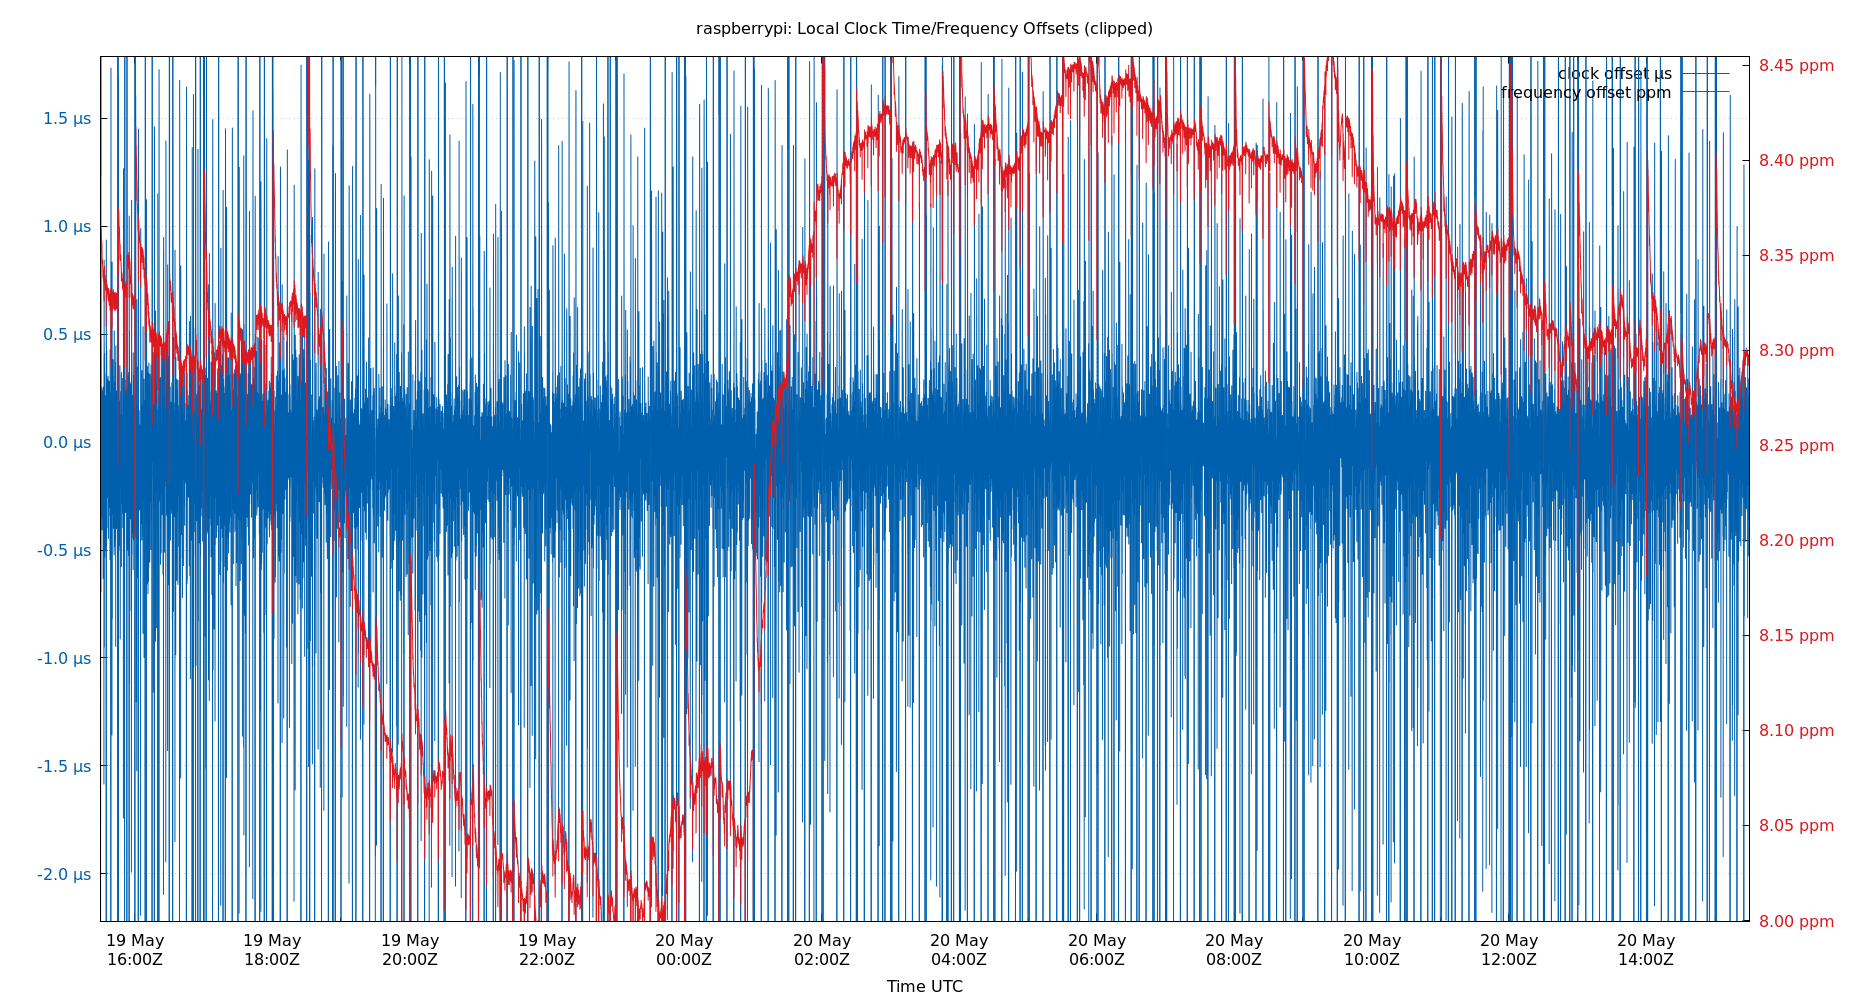 raspberrypi: Local Clock Time/Frequency Offsets (clipped)
clock offset µs
frequency offset ppm
1.5 µs
1.0 µs
0.5 µs
0.0 µs
-0.5 µs
-1.0 µs
-1.5 µs
-2.0 µs
8.45 ppm
8.40 ppm
8.35 ppm
8.30 ppm
8.25 ppm
8.20 ppm
8.15 ppm
8.10 ppm
8.05 ppm
8.00 ppm
19 May 19 May 19 May 19 May 20 May 20 May 20 May 20 May 20 May 20 May 20 May 20 May
16:00Z 18:00Z 20:00Z 22:00Z 00:00Z 02:00Z 04:00Z 06:00Z 08:00Z 10:00Z 12:00Z 14:00Z
Time UTC